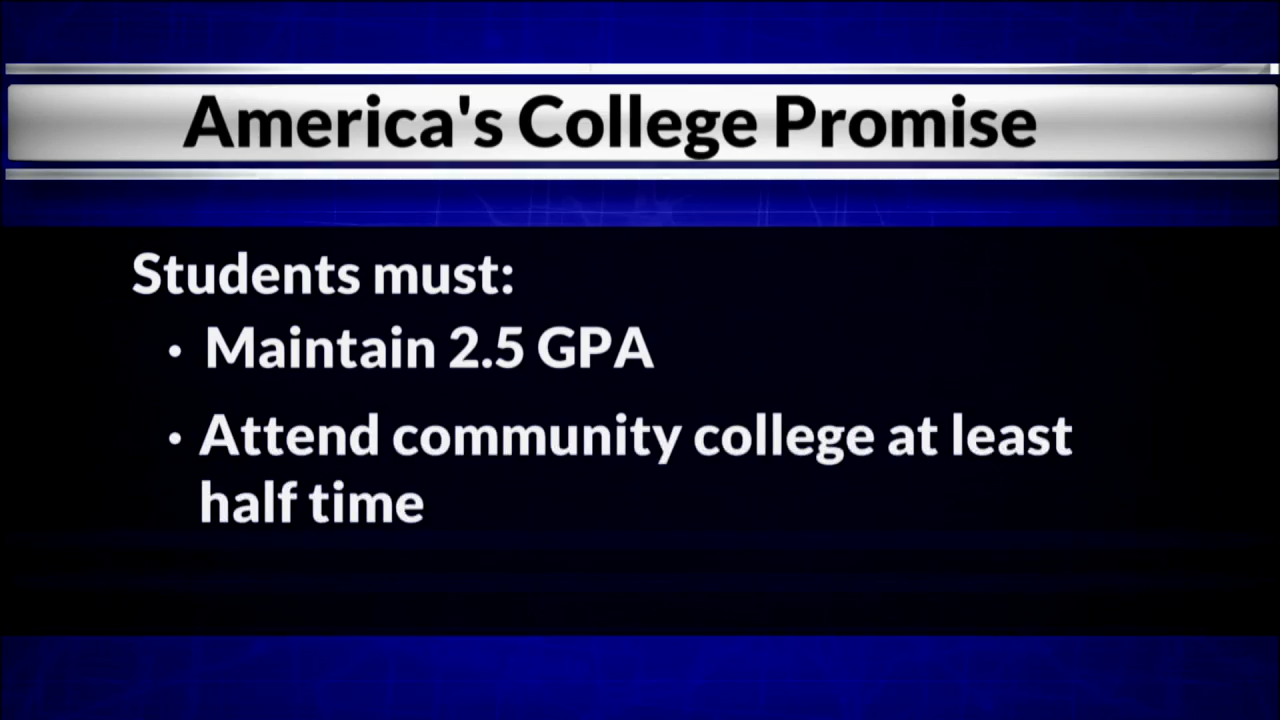 America's College Promise
Students must:
• Maintain 2.5 GPA
• Attend community college at least
half time